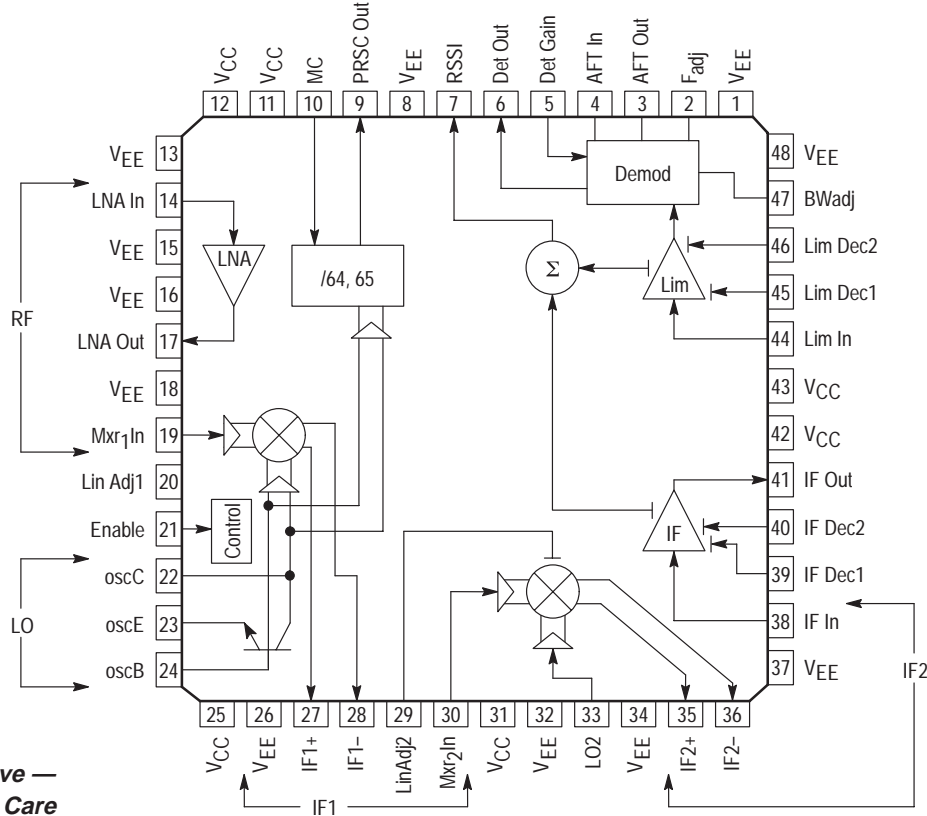 VCC
VCC
MC
PRSC Out
VEE
RSSI
Det Out
Det Gain
AFT In
AFT Out
Fadj
VEE
12
11
10
9
8
7
6
5
4
3
2
1
VEE 13
LNA In 14
VEE 15
VEE 16
LNA Out 17
VEE 18
Mxr1In 19
Lin Adj1 20
Enable 21
oscC 22
oscE 23
oscB 24
RF
LO
LNA
/64, 65
Control
Σ
Demod
Lim
IF
48 VEE
47 BWadj
46 Lim Dec2
45 Lim Dec1
44 Lim In
43 VCC
42 VCC
41 IF Out
40 IF Dec2
39 IF Dec1
38 IF In
37 VEE
IF2
25
26
27
28
29
30
31
32
33
34
35
36
VCC
VEE
IF1+
IF1–
LinAdj2
Mxr2In
VCC
VEE
LO2
VEE
IF2+
IF2–
IF1
ve —
Care